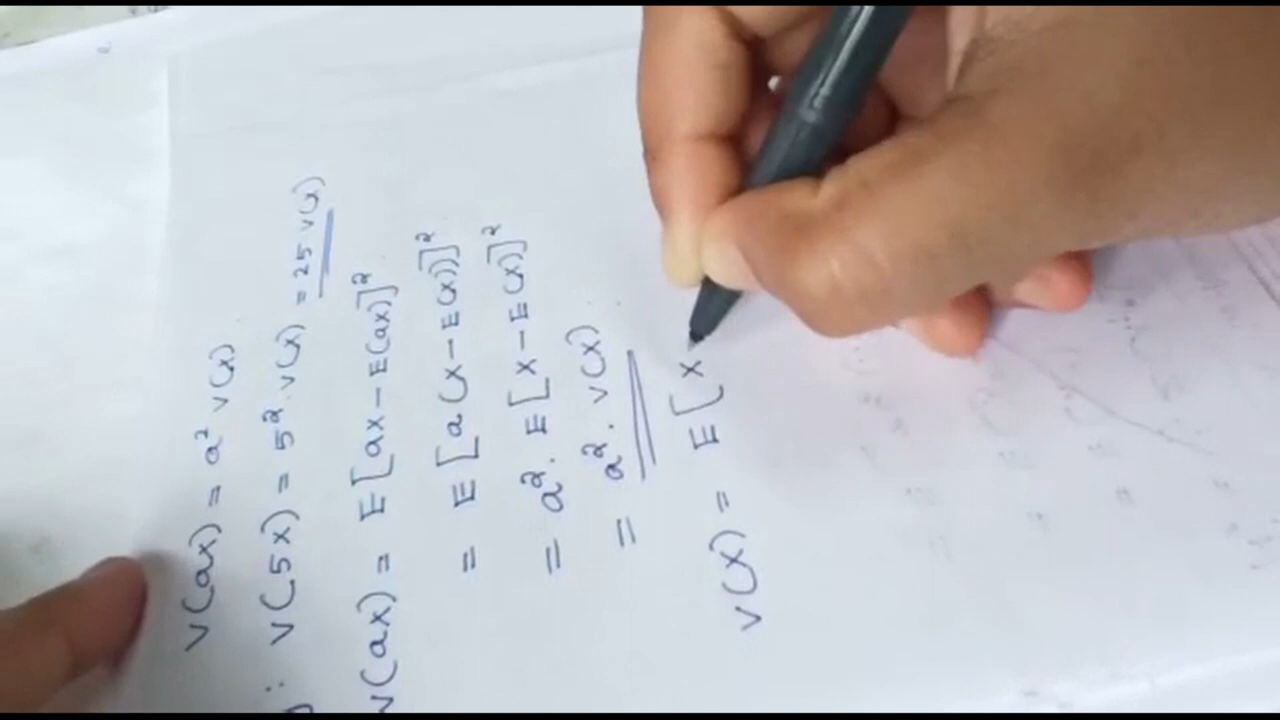 V(ax) = a² V(x)
: V(5x) = 5². V(x) = 25 V(x)
V(ax) = E[ax - E(ax)]²
= E[a(x - E(x))]²
= a². E[x - E(x)]²
= a². V(x)
V(x) = E[x